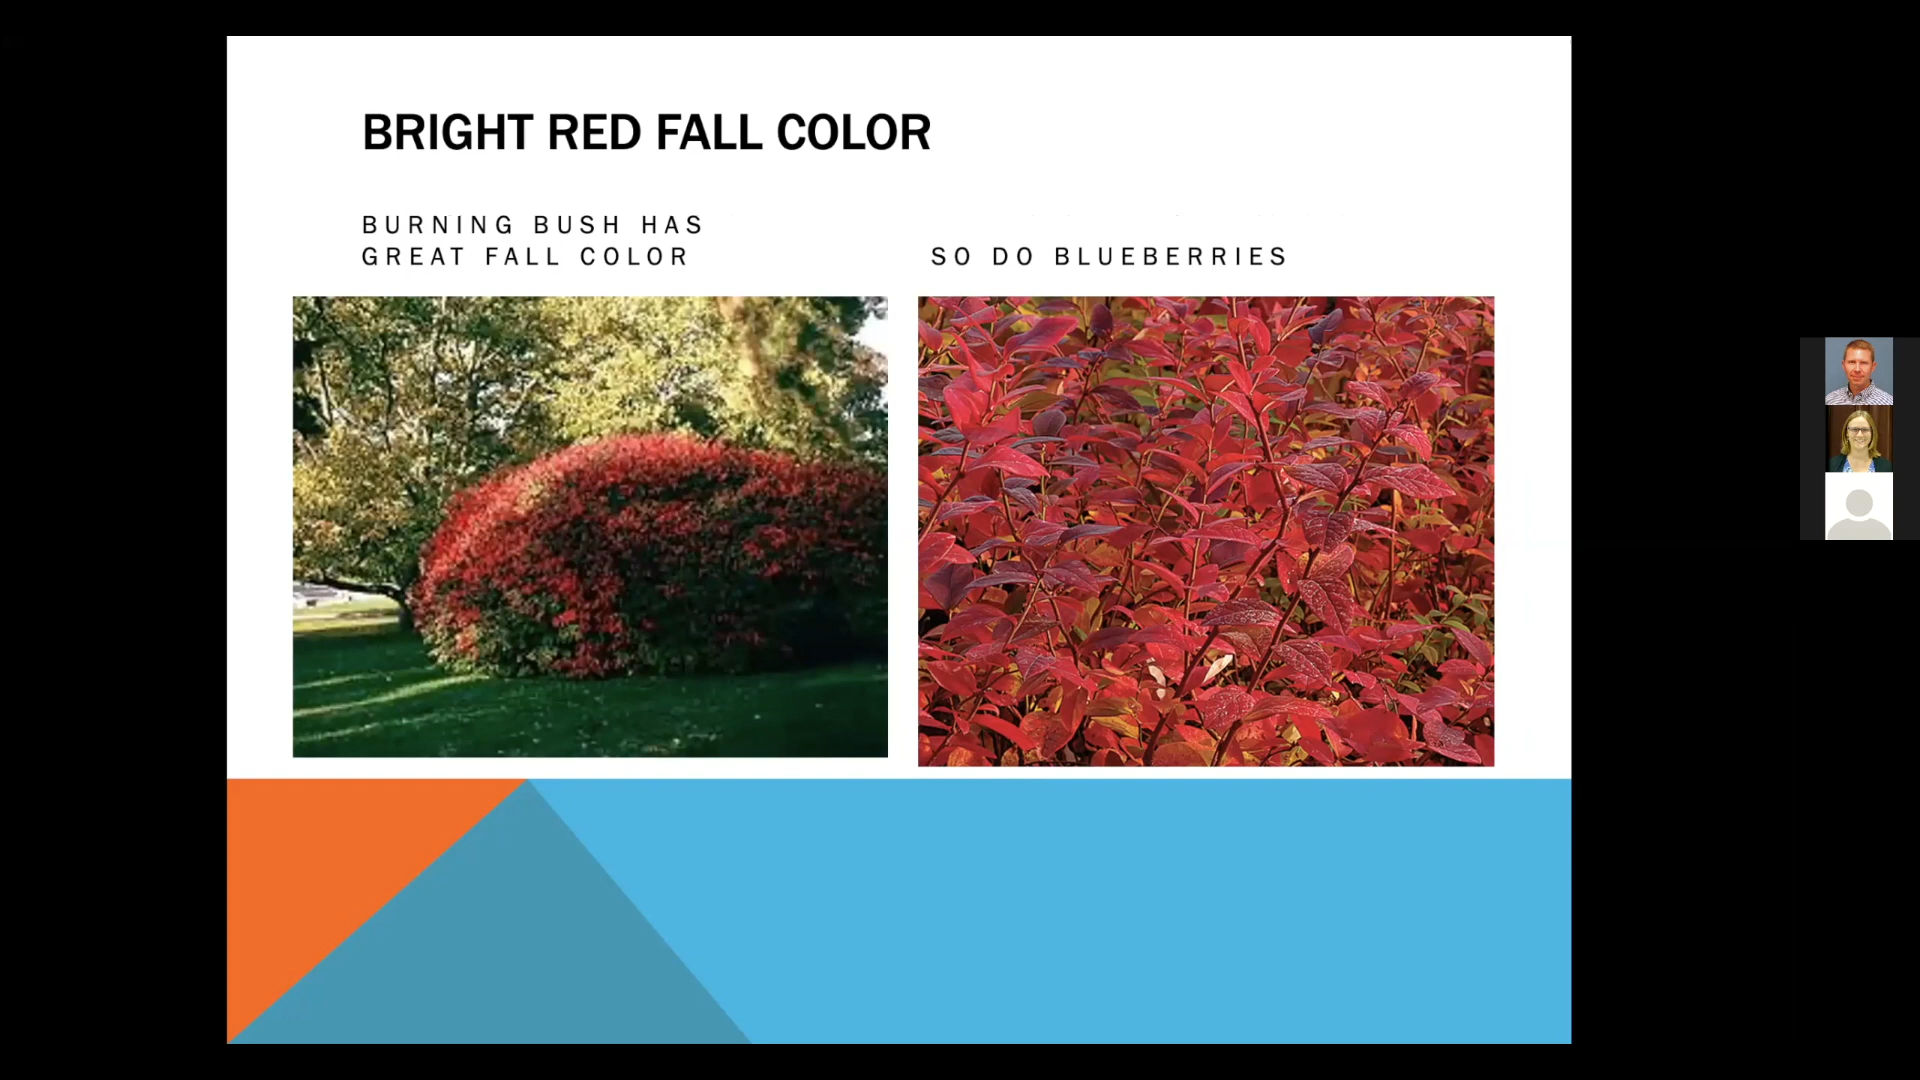 BRIGHT RED FALL COLOR
BURNING BUSH HAS
GREAT FALL COLOR
SO DO BLUEBERRIES